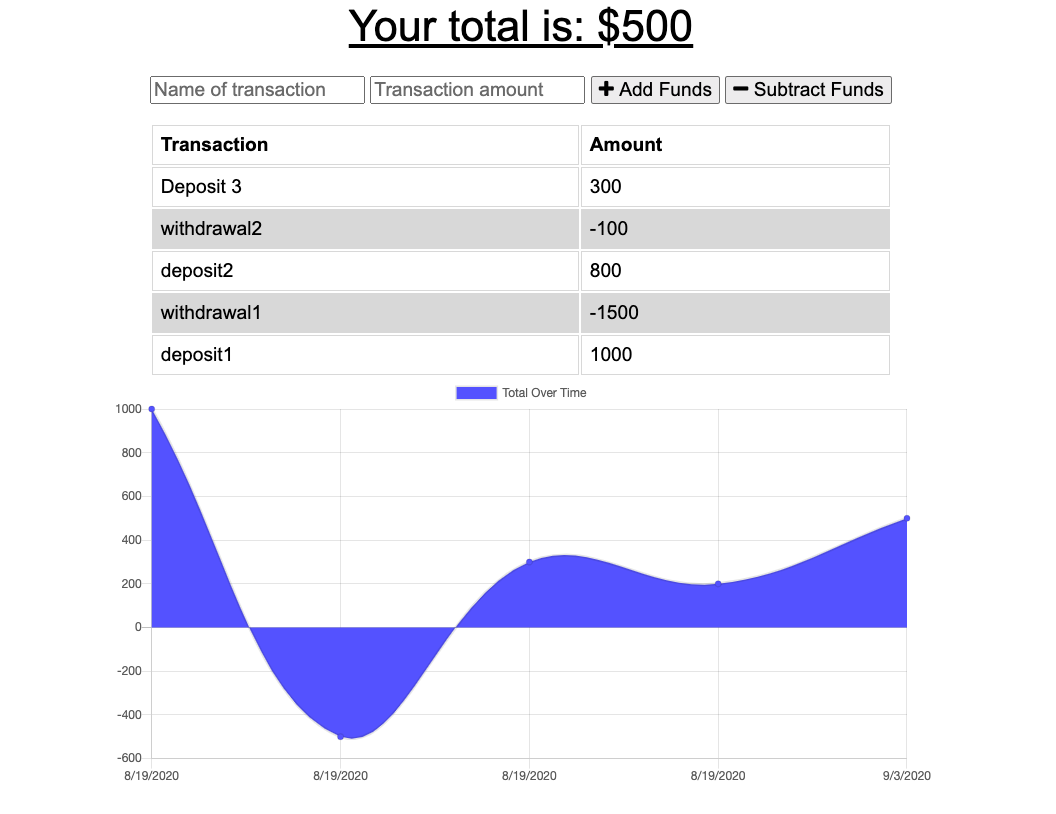 Your total is: $500
Name of transaction Transaction amount Add Funds Subtract Funds
Transaction Amount
Deposit 3 300
withdrawal2 -100
deposit2 800
withdrawal1 -1500
deposit1 1000
Total Over Time
1000
800
600
400
200
0
-200
-400
-600
8/19/2020 8/19/2020 8/19/2020 8/19/2020 9/3/2020